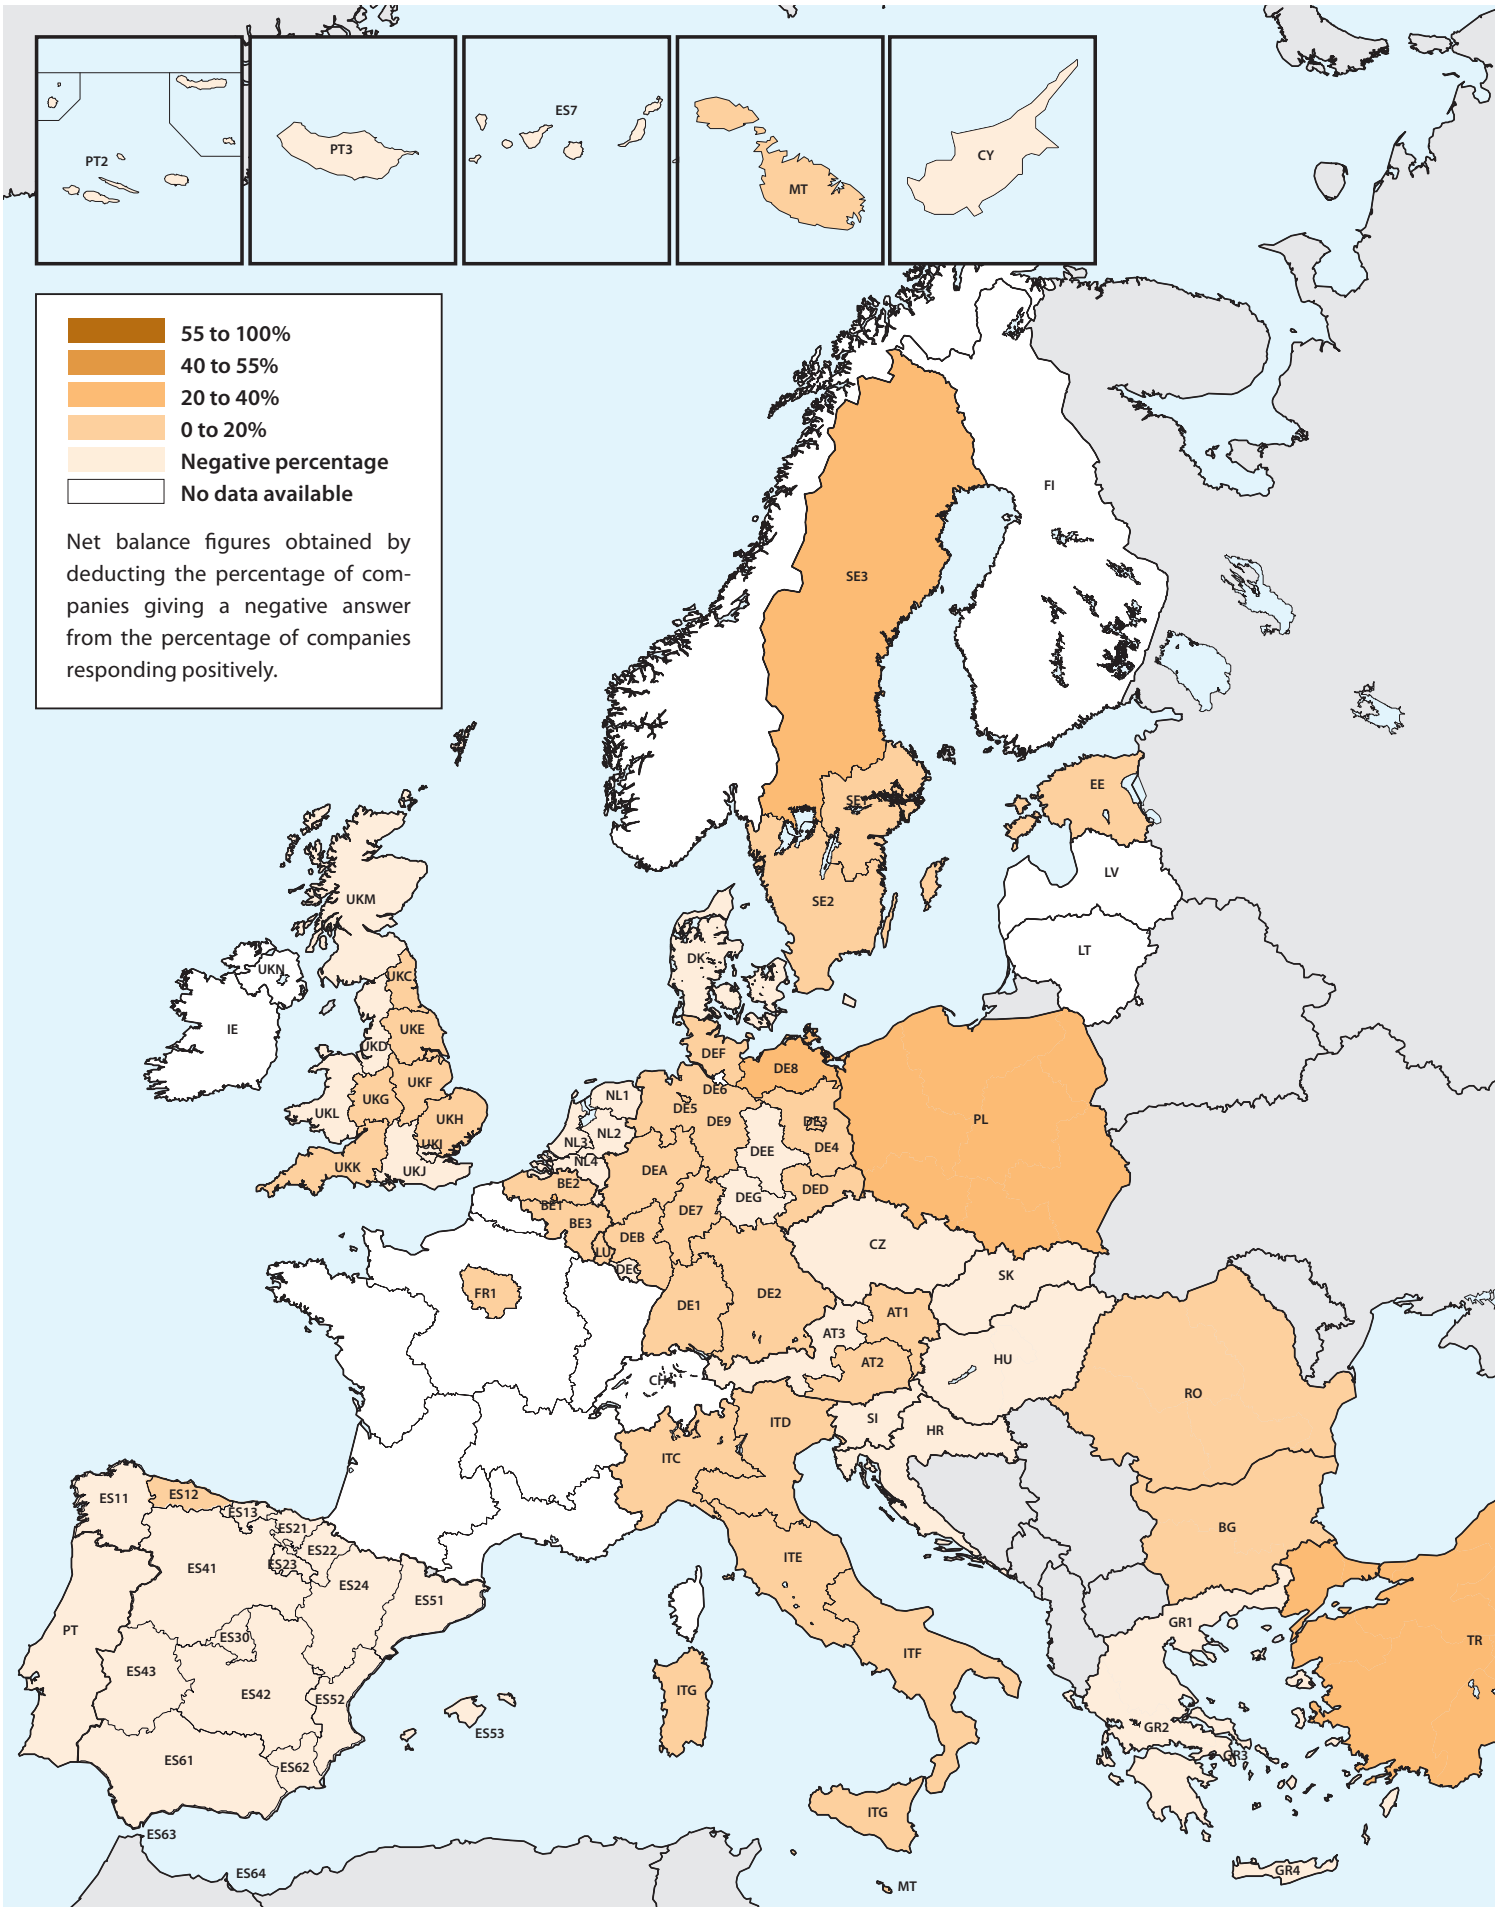 PT2
PT3
ES7
MT
CY
55 to 100%
40 to 55%
20 to 40%
0 to 20%
Negative percentage
No data available
Net balance figures obtained by
deducting the percentage of com-
panies giving a negative answer
from the percentage of companies
responding positively.
FI
SE3
EE
SE1
LV
UKM
SE2
LT
DK
UKN
UKC
IE
UKE
UKD
DEF
DE8
UKF
DE6
UKG
NL1
DE5
UKL
UKH
DE9
DE3
PL
NL2
NL3
UKI
DEE
DE4
NL4
UKK
UKJ
DEA
BE2
DEG
DED
BE1
DE7
BE3
DEB
CZ
LU
DEC
SK
FR1
DE2
DE1
AT1
AT3
AT2
HU
CH
RO
SI
ITD
HR
ITC
ES12
ES11
ES13
ES21
BG
ES22
ITE
ES23
ES41
ES24
ES51
GR1
PT
ES30
TR
ITF
ES43
ITG
ES42
ES52
GR2
ES53
GR3
ES61
ES62
ITG
ES63
GR4
ES64
MT